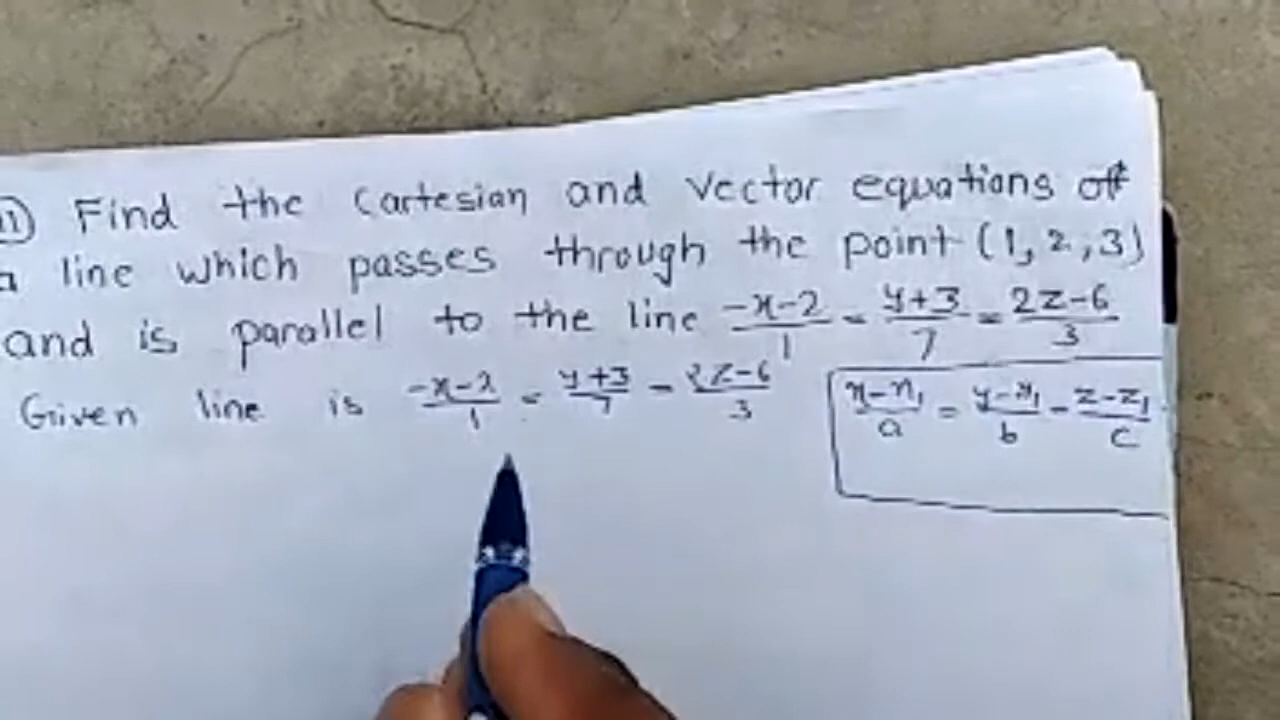 11) Find the Cartesian and vector equations of
a line which passes through the point (1, 2, 3)
and is parallel to the line -x-2/1 = y+3/7 = 2z-6/3
Given line is -x-2/1 = y+3/7 = 2z-6/3
x-x₁/a = y-y₁/b = z-z₁/c